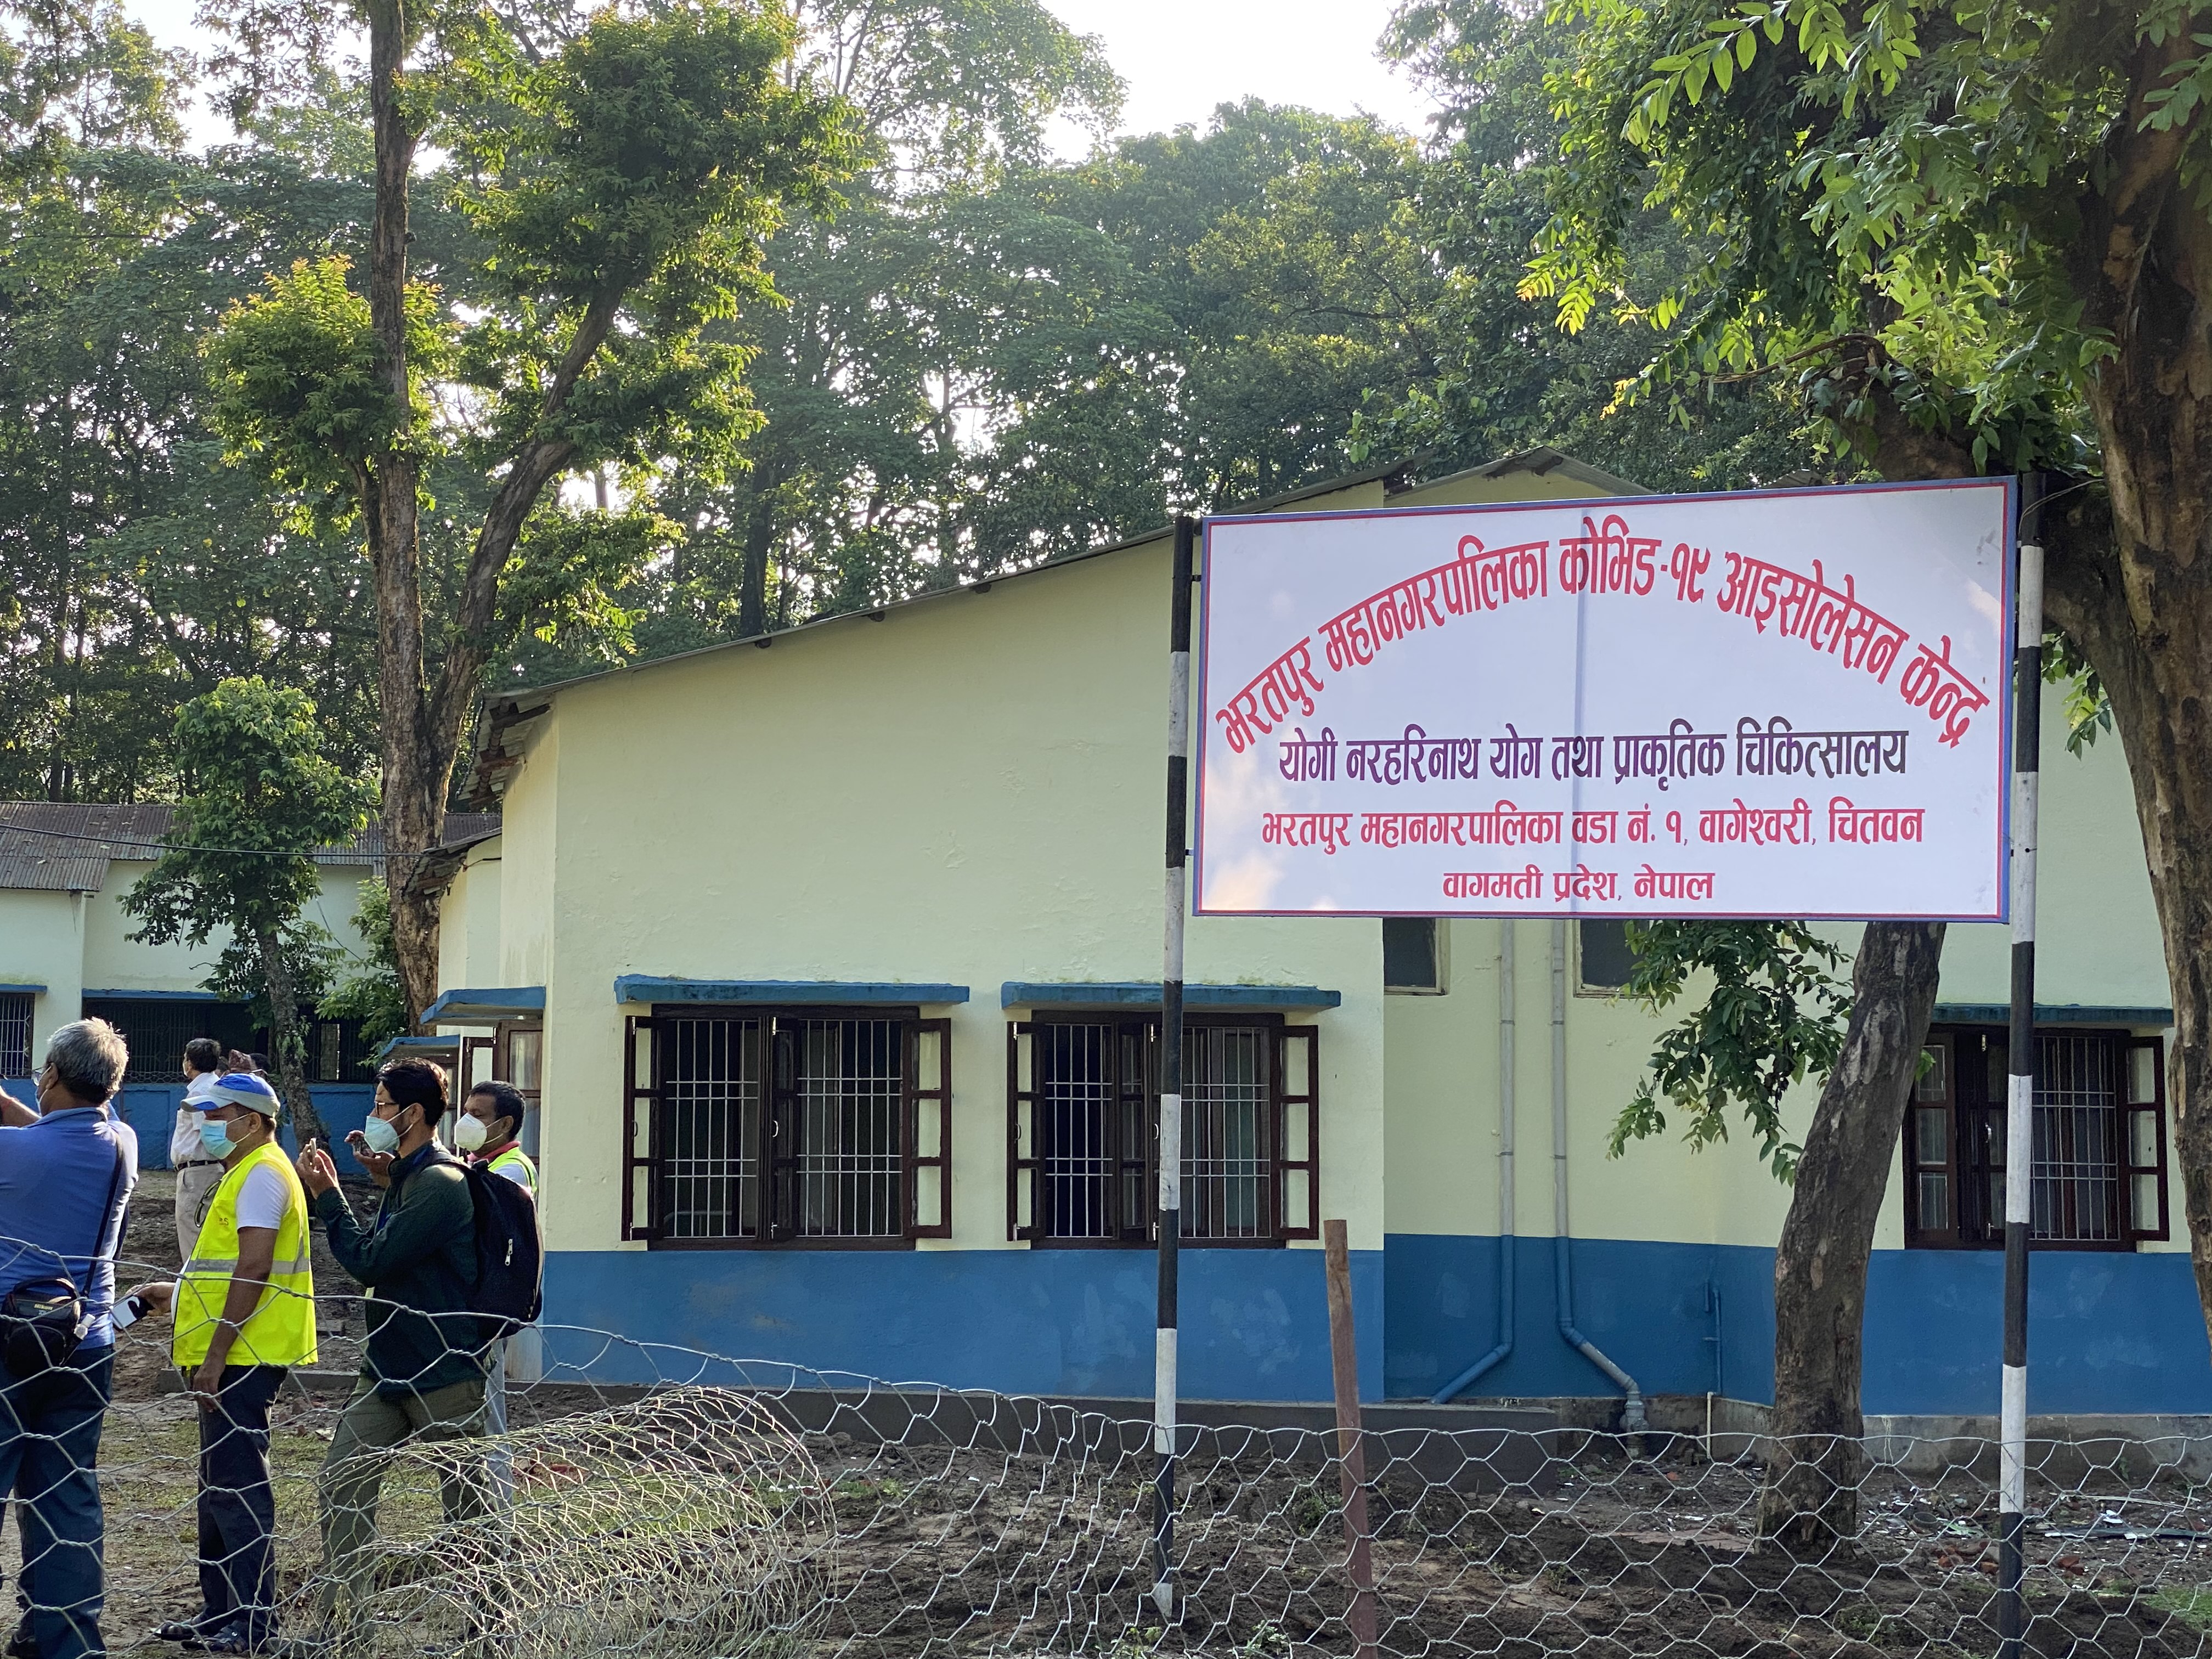 भरतपुर महानगरपालिका कोभिड-१९ आइसोलेसन केन्द्र
योगी नरहरिनाथ योग तथा प्राकृतिक चिकित्सालय
भरतपुर महानगरपालिका वडा नं. १, वागेश्वरी, चितवन
वागमती प्रदेश, नेपाल